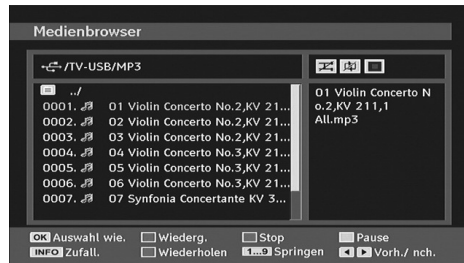 Medienbrowser
/TV-USB/MP3
../
0001. 01 Violin Concerto No.2,KV 21...
0002. 02 Violin Concerto No.2,KV 21...
0003. 03 Violin Concerto No.2,KV 21...
0004. 04 Violin Concerto No.3,KV 21...
0005. 05 Violin Concerto No.3,KV 21...
0006. 06 Violin Concerto No.3,KV 21...
0007. 07 Synfonia Concertante KV 3...
01 Violin Concerto N
o.2,KV 211,1
All.mp3
OK Auswahl wie. Wiederg. Stop Pause
INFO Zufall. Wiederholen 1...9 Springen Vorh./ nch.